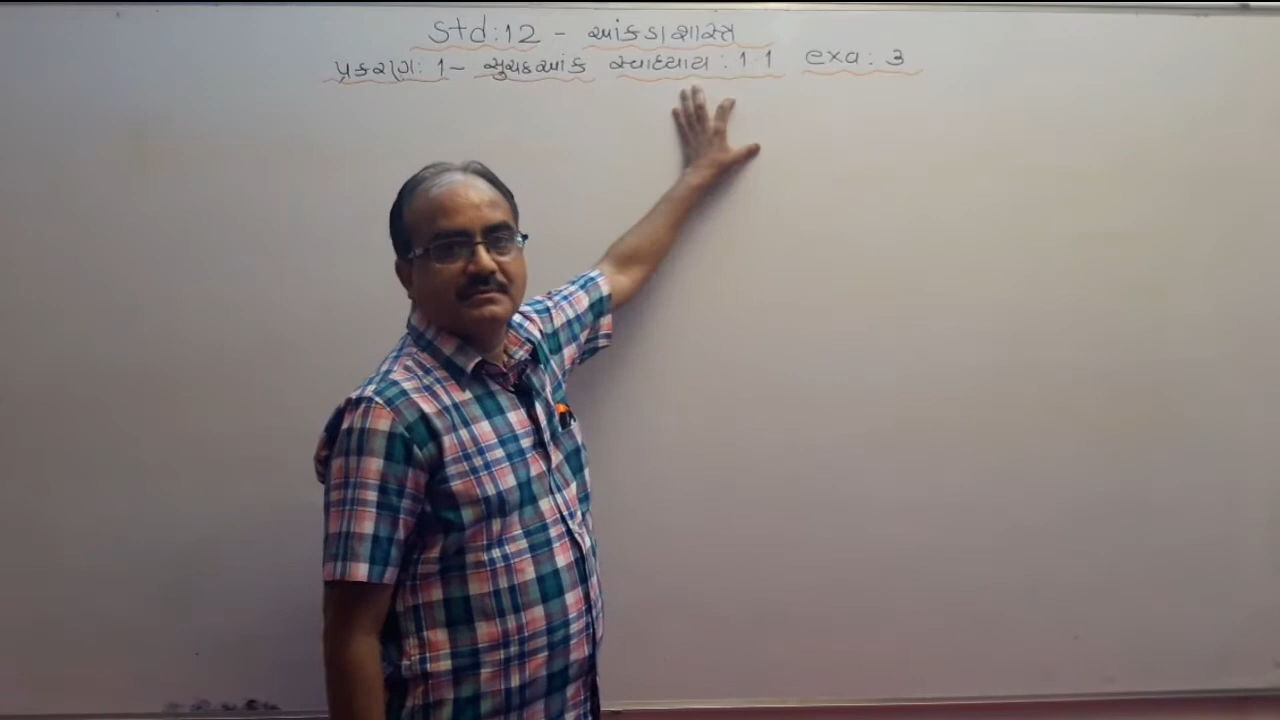 std:12 - આંકડાશાસ્ત્ર
પ્રકરણ: 1 - સુચકઆંક સ્વાધ્યાય: 1.1 exa: 3